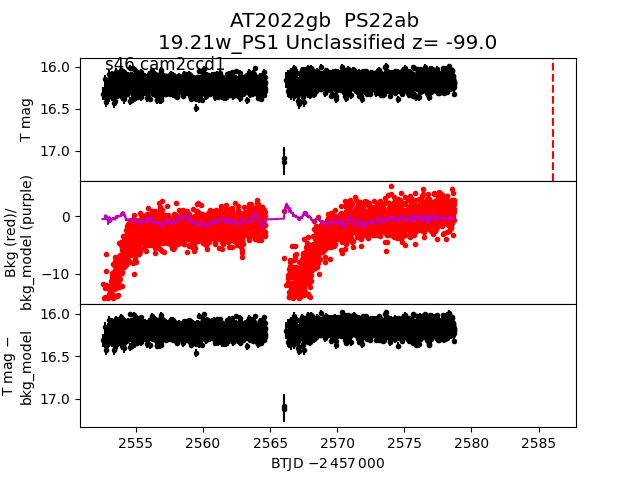 AT2022gb  PS22ab
19.21w_PS1 Unclassified z= -99.0
s46 cam2ccd1
16.0
16.5
17.0
T mag
0
−10
Bkg (red)/
bkg_model (purple)
16.0
16.5
17.0
T mag −
bkg_model
2555 2560 2565 2570 2575 2580 2585
BTJD −2 457 000